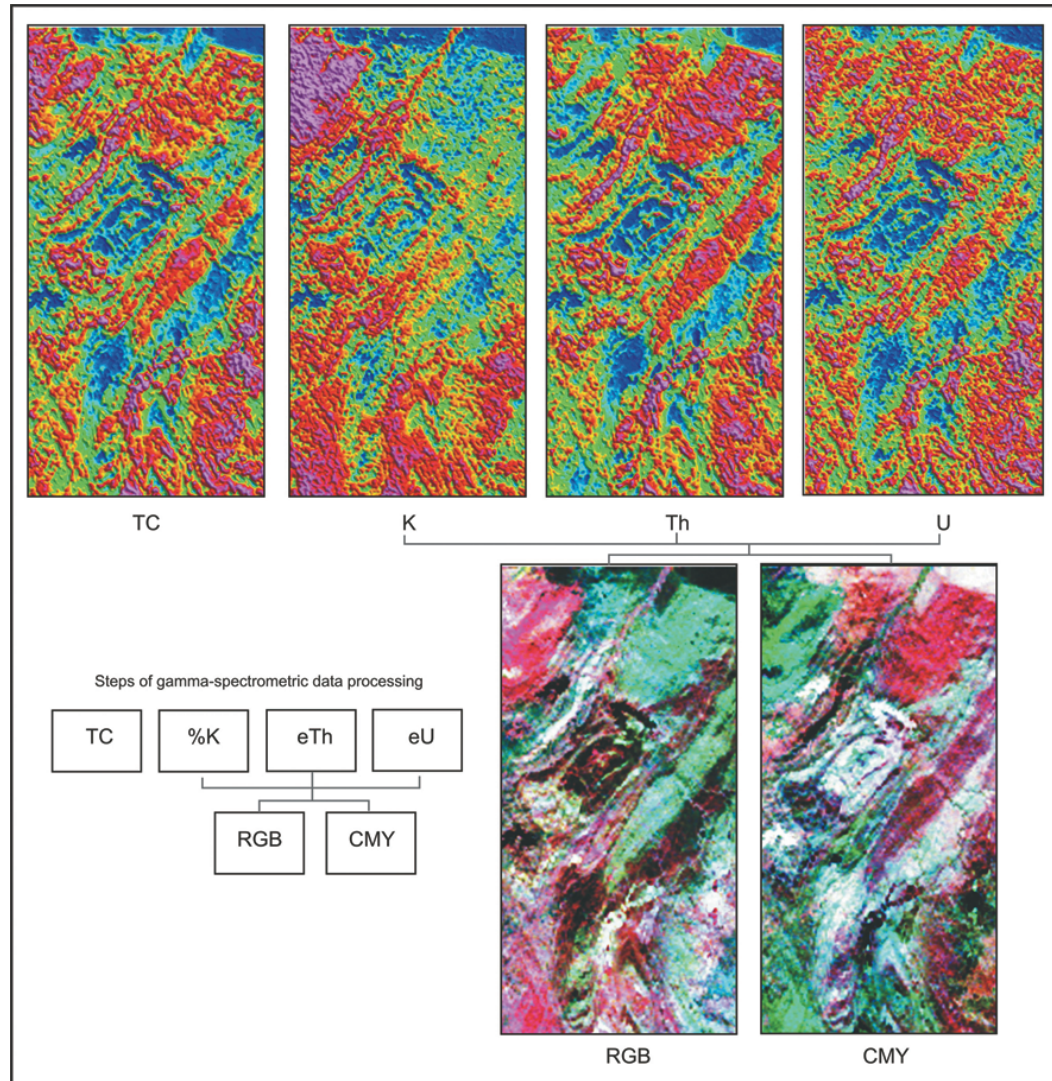 TC
K
Th
U
Steps of gamma-spectrometric data processing
TC
%K
eTh
eU
RGB
CMY
RGB
CMY